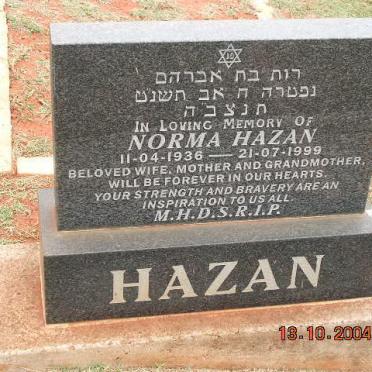 רות בת אברהם
נפטרה ח אב תשנט
תנצבה
IN LOVING MEMORY OF
NORMA HAZAN
11-04-1936 — 21-07-1999
BELOVED WIFE, MOTHER AND GRANDMOTHER,
WILL BE FOREVER IN OUR HEARTS.
YOUR STRENGTH AND BRAVERY ARE AN
INSPIRATION TO US ALL.
M.H.D.S.R.I.P.
HAZAN
13.10.2004